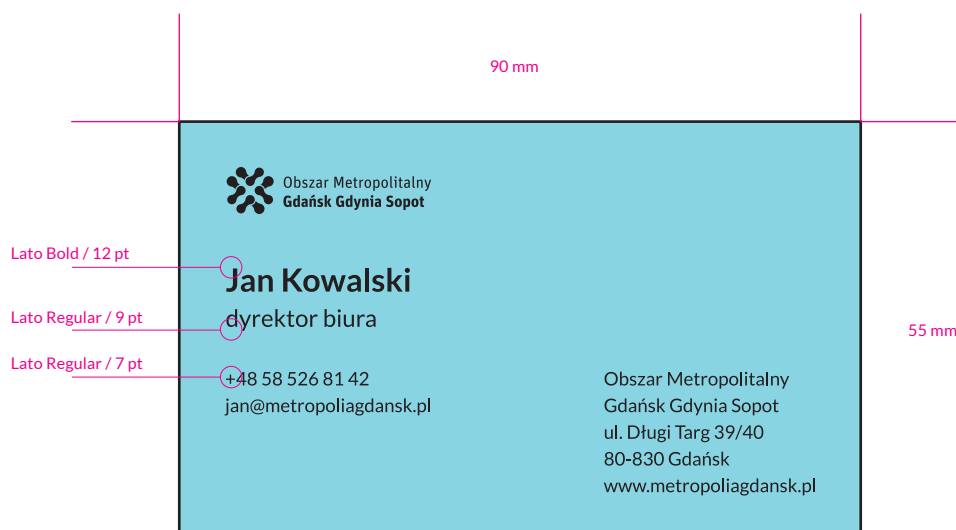 90 mm
Obszar Metropolitalny
Gdańsk Gdynia Sopot
Lato Bold / 12 pt
Jan Kowalski
Lato Regular / 9 pt
dyrektor biura
55 mm
Lato Regular / 7 pt
+48 58 526 81 42
jan@metropoliagdansk.pl
Obszar Metropolitalny
Gdańsk Gdynia Sopot
ul. Długi Targ 39/40
80-830 Gdańsk
www.metropoliagdansk.pl